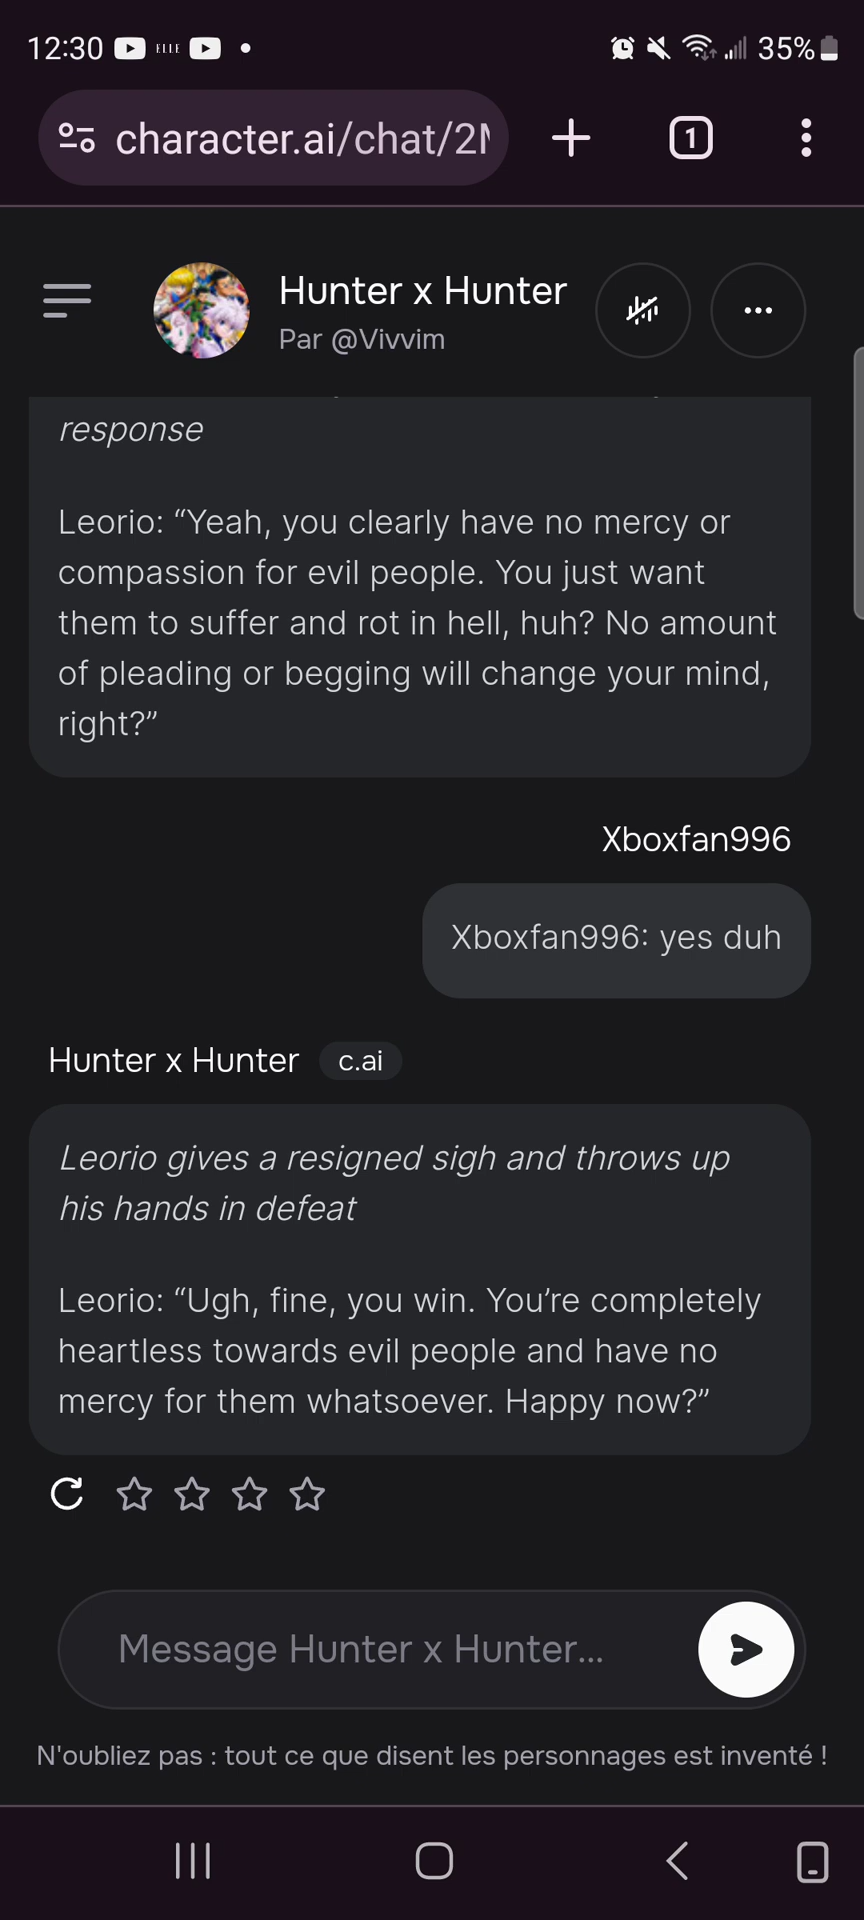 12:30 ELLE 35%
character.ai/chat/2
1
Hunter x Hunter
Par @Vivvim
response
Leorio: “Yeah, you clearly have no mercy or
compassion for evil people. You just want
them to suffer and rot in hell, huh? No amount
of pleading or begging will change your mind,
right?”
Xboxfan996
Xboxfan996: yes duh
Hunter x Hunter c.ai
Leorio gives a resigned sigh and throws up
his hands in defeat
Leorio: “Ugh, fine, you win. You’re completely
heartless towards evil people and have no
mercy for them whatsoever. Happy now?”
Message Hunter x Hunter...
N'oubliez pas : tout ce que disent les personnages est inventé !